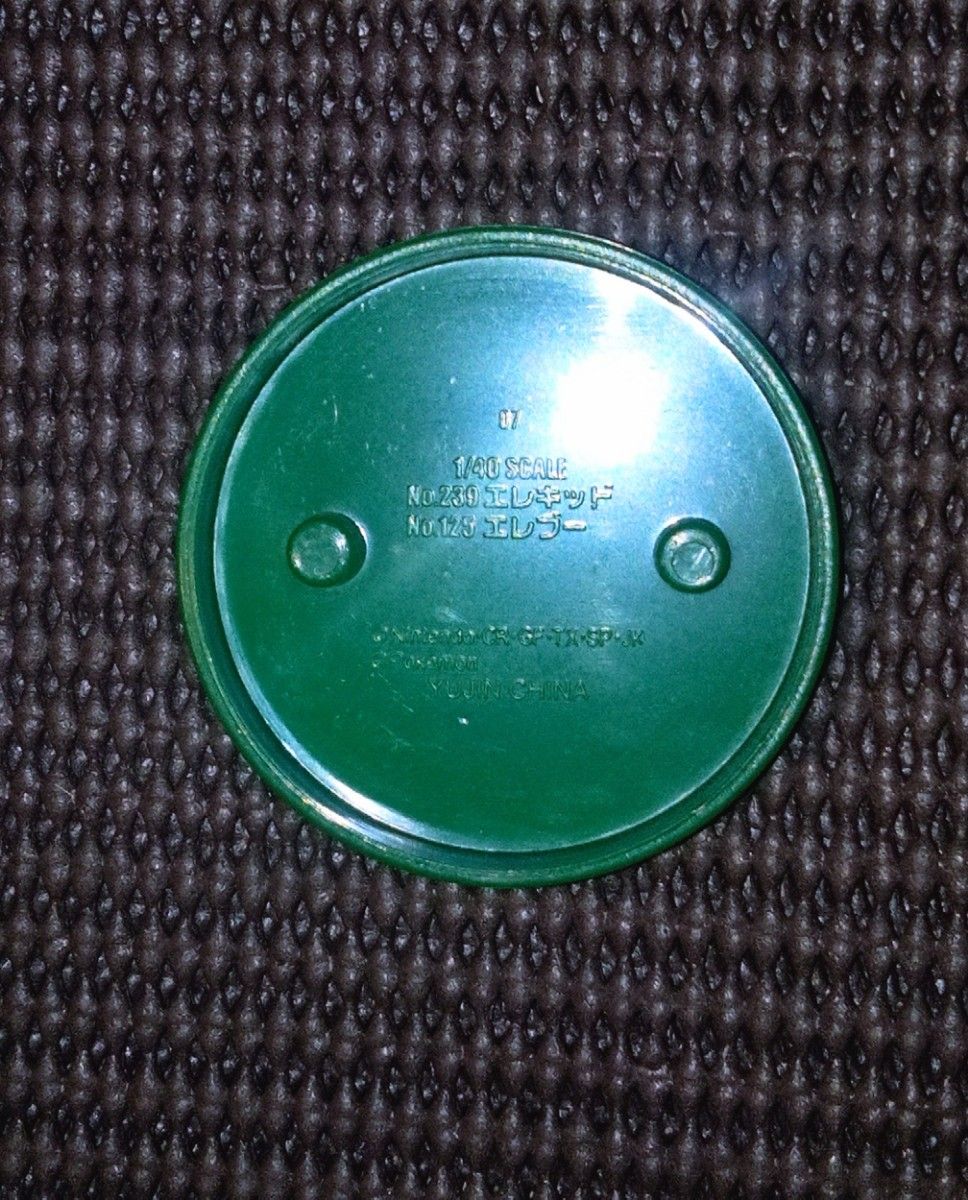 07
1/40 SCALE
No.239 エレキッド
No.125 エレブー
©Nintendo・CR・GF・TX・SP・JK
©Pokémon
YUJIN CHINA